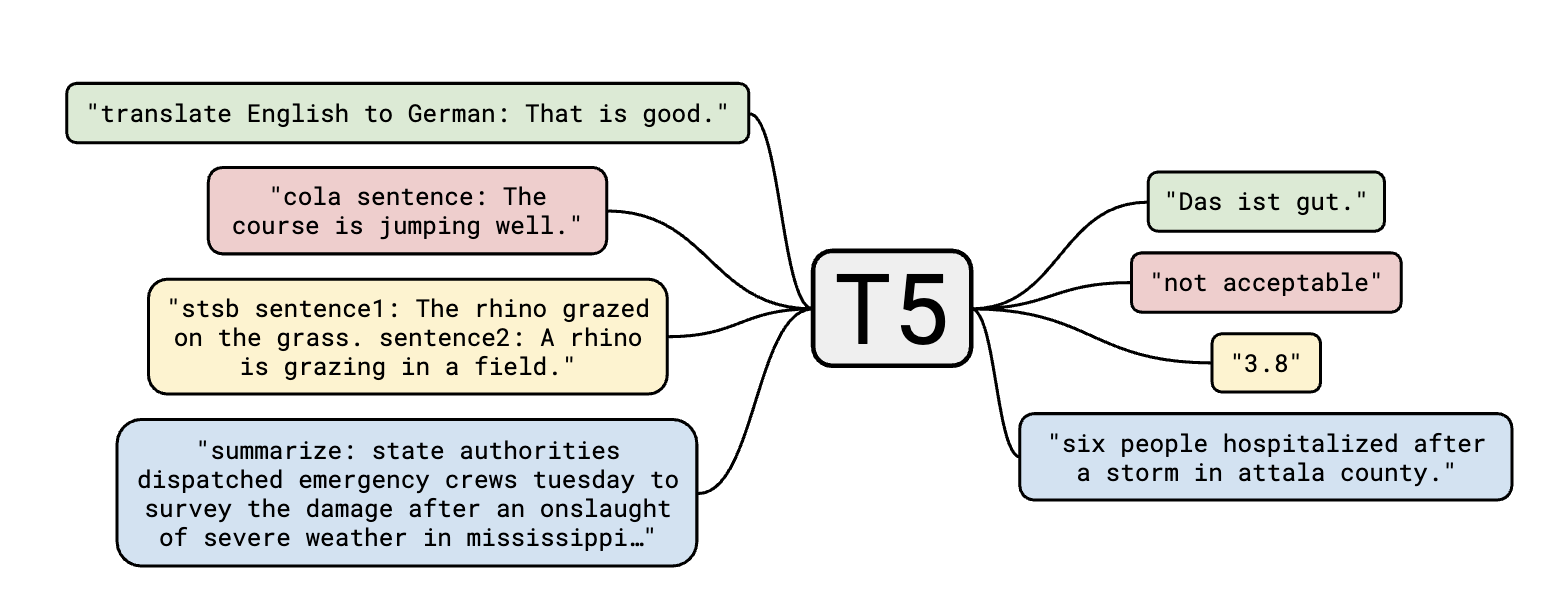 "translate English to German: That is good."
"cola sentence: The
course is jumping well."
"stsb sentence1: The rhino grazed
on the grass. sentence2: A rhino
is grazing in a field."
"summarize: state authorities
dispatched emergency crews tuesday to
survey the damage after an onslaught
of severe weather in mississippi…"
T5
"Das ist gut."
"not acceptable"
"3.8"
"six people hospitalized after
a storm in attala county."